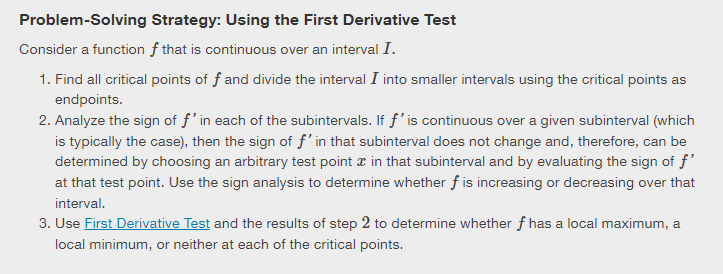 Problem-Solving Strategy: Using the First Derivative Test
Consider a function f that is continuous over an interval I.
1. Find all critical points of f and divide the interval I into smaller intervals using the critical points as
endpoints.
2. Analyze the sign of f′ in each of the subintervals. If f′ is continuous over a given subinterval (which
is typically the case), then the sign of f′ in that subinterval does not change and, therefore, can be
determined by choosing an arbitrary test point x in that subinterval and by evaluating the sign of f′
at that test point. Use the sign analysis to determine whether f is increasing or decreasing over that
interval.
3. Use First Derivative Test and the results of step 2 to determine whether f has a local maximum, a
local minimum, or neither at each of the critical points.